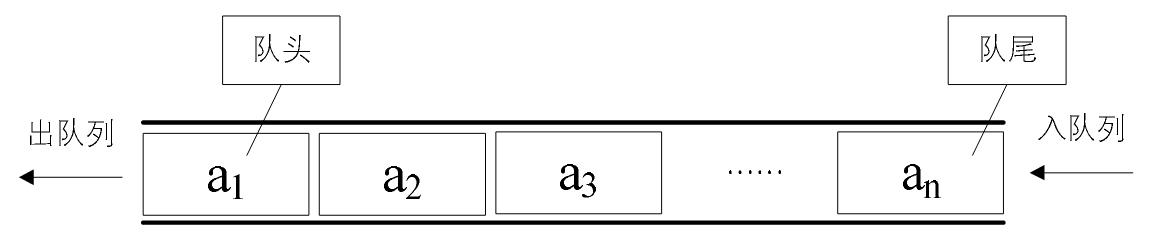 队头
队尾
出队列
入队列
a1 a2 a3 ...... an